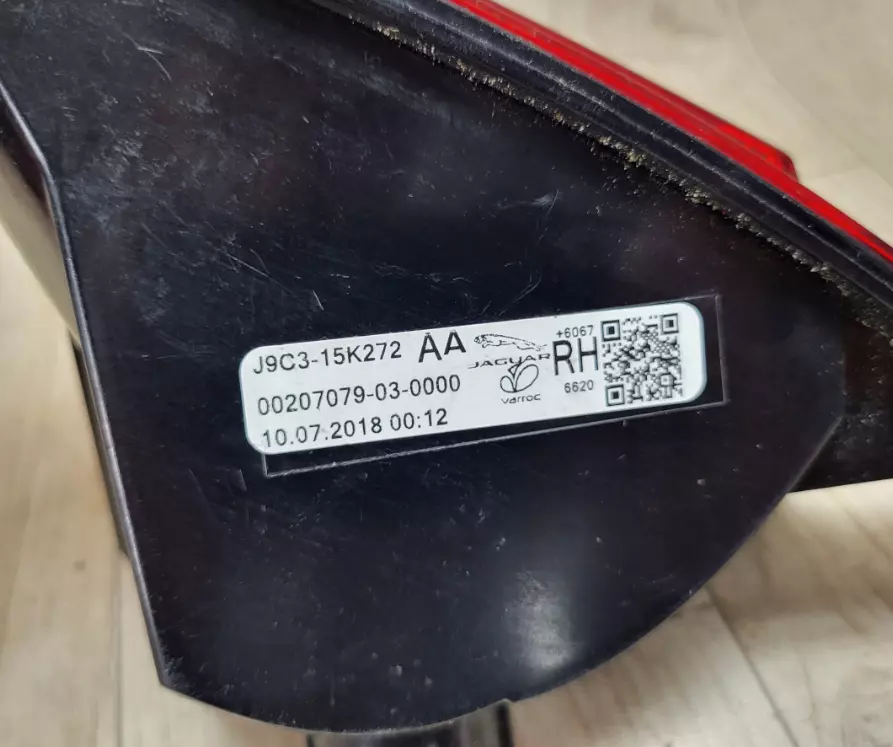 J9C3-15K272 AA
00207079-03-0000
10.07.2018 00:12
JAGUAR
varroc
+6067
RH
6620